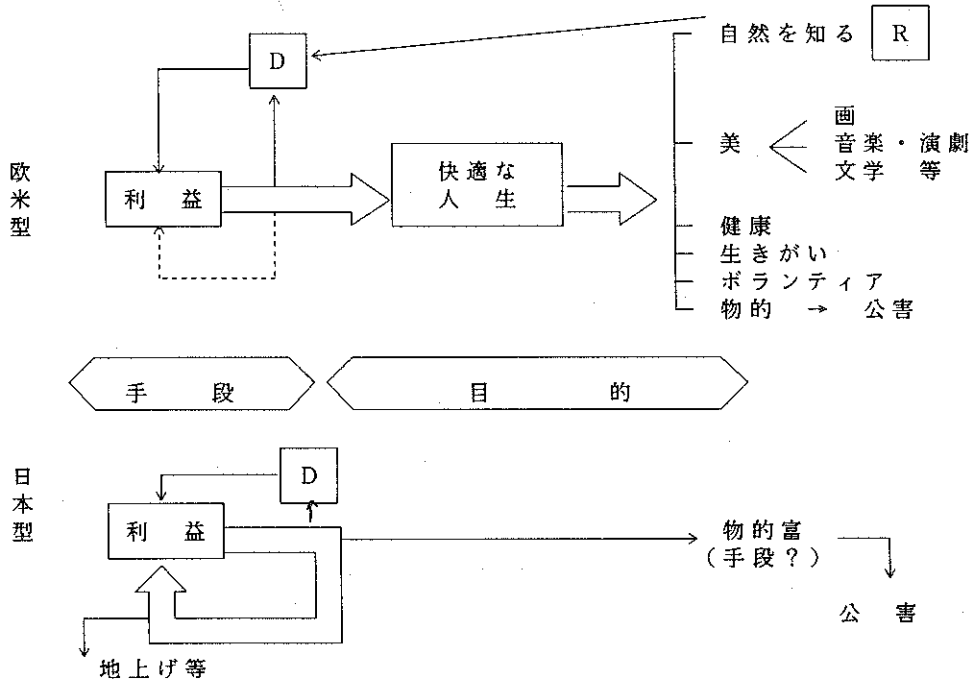 自然を知る R
D
画
美 音楽・演劇
文学 等
欧米型
利 益
快適な
人 生
健康
生きがい
ボランティア
物的 → 公害
手 段
目 的
日本型
D
利 益
物的富
(手段?)
公 害
地上げ等